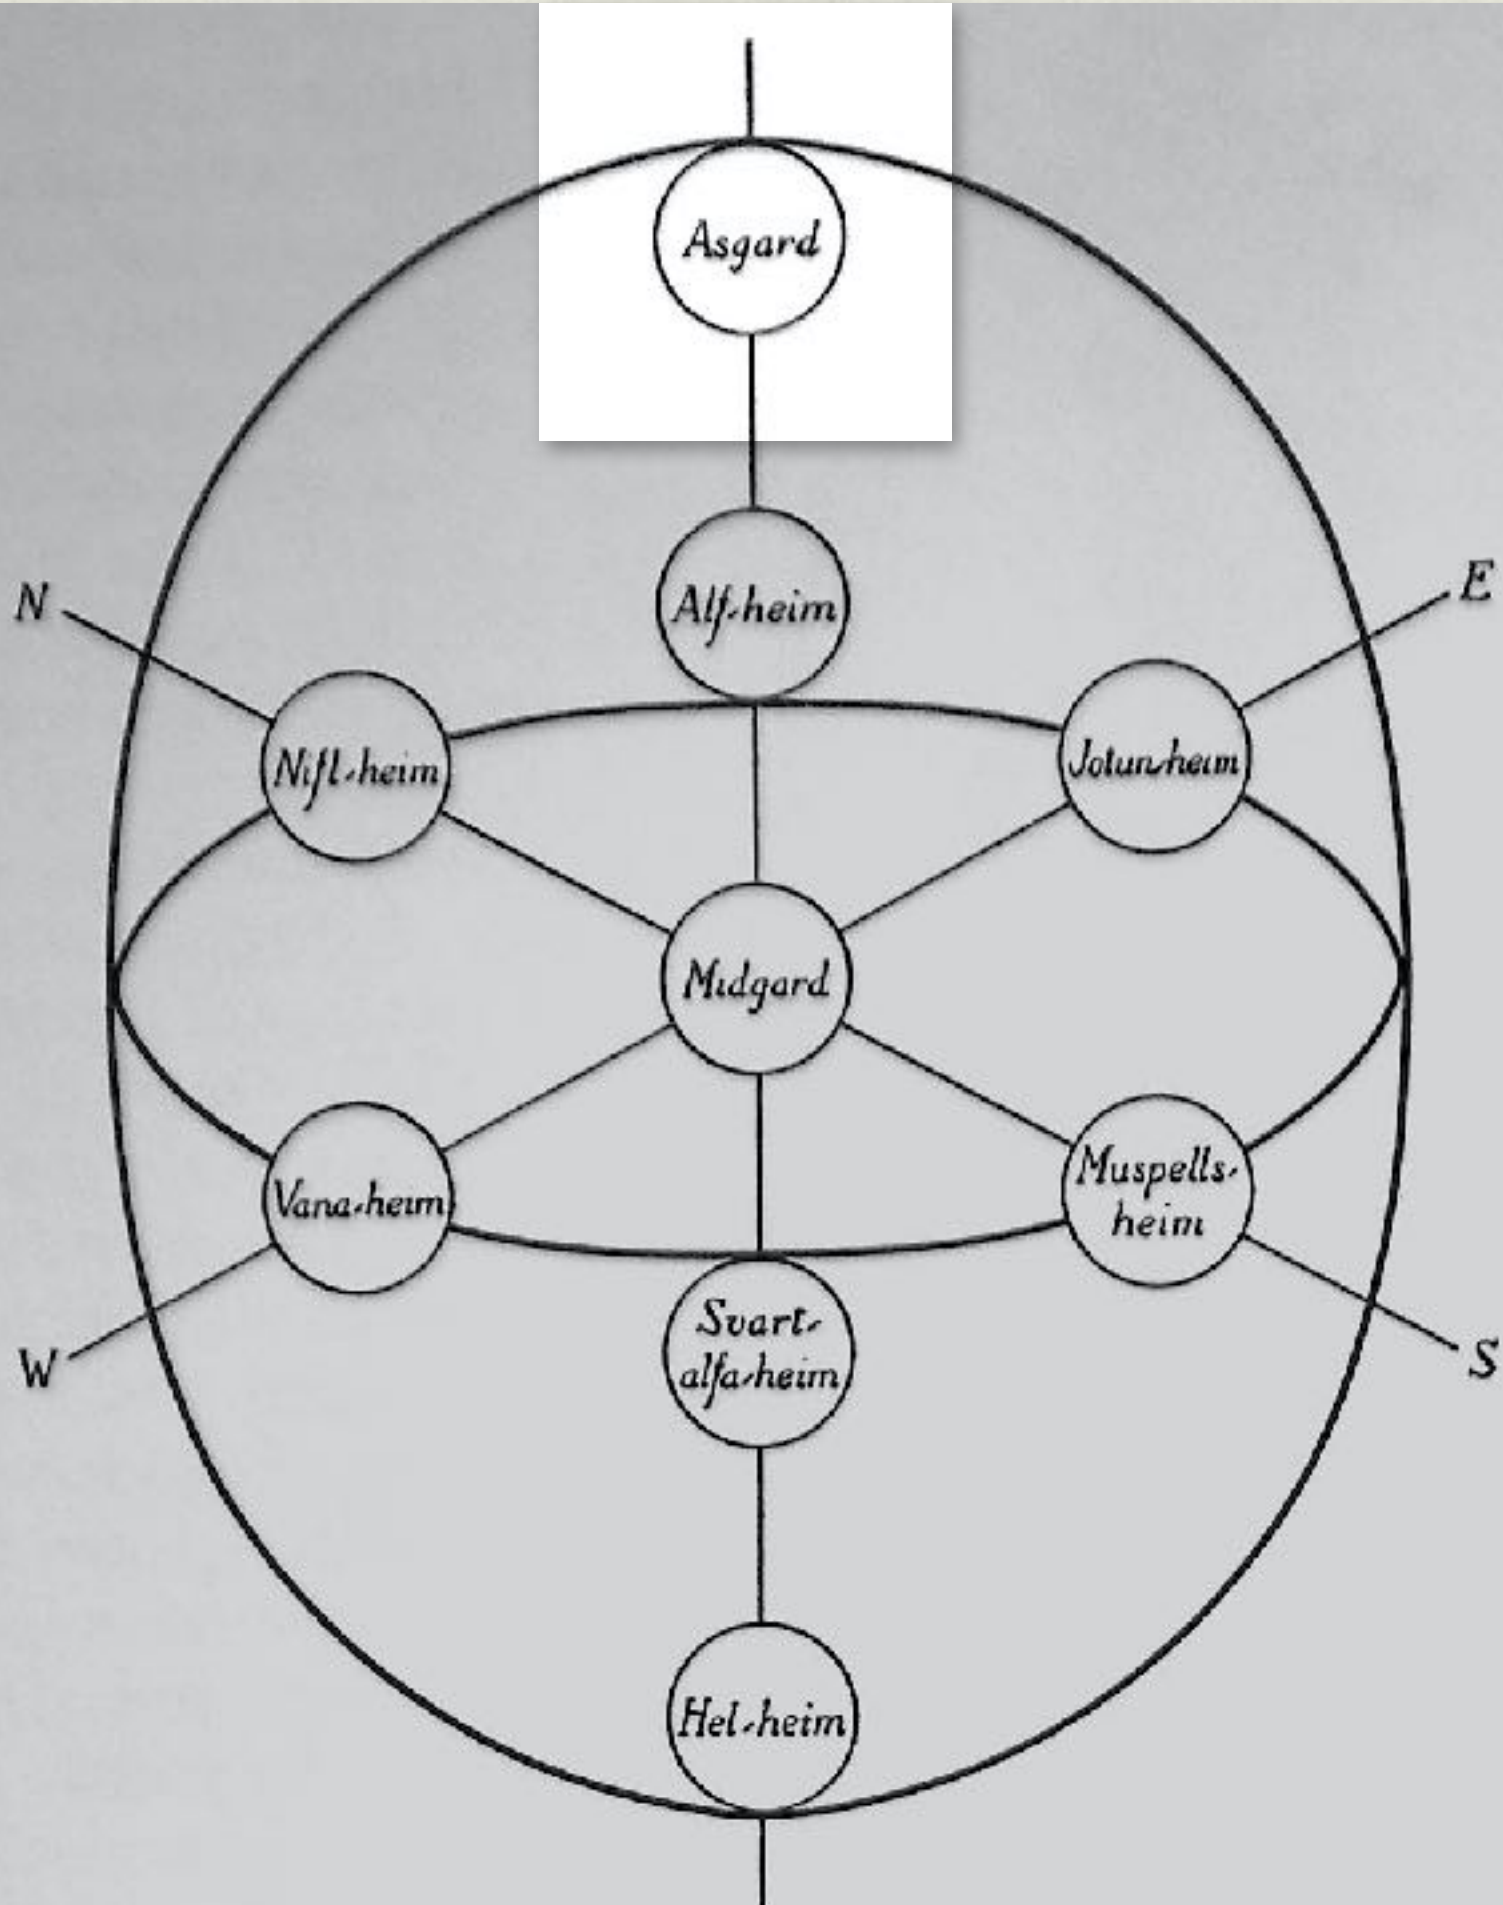 Asgard
N
E
Alf-heim
Nifl-heim
Jotun-heim
Midgard
Vana-heim
Muspells-
heim
W
S
Svart-
alfa-heim
Hel-heim